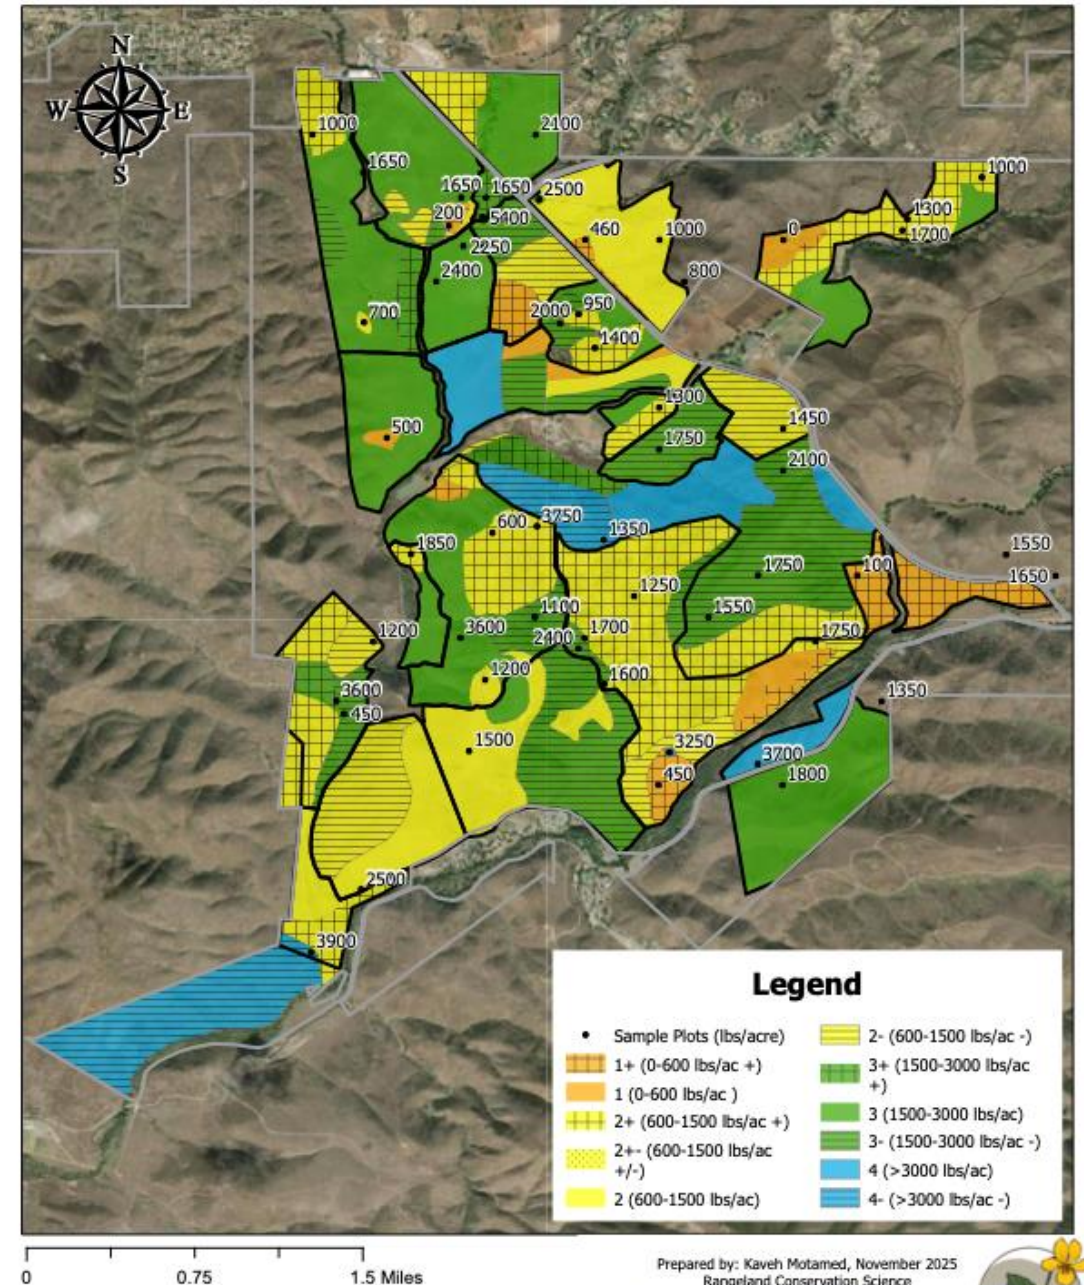 N
W E
S
1000
2100
1650
1000
1650 1650 2500
1300
200 5400
460 1000 0
1700
2250
2400
800
700
2000 950
1400
1300
500
1450
1750
2100
600 3750
1350
1850
1550
1750 100
1650
1250
1100
1550
1200 3600 2400 1700 1750
1200 1600
3600
1350
450
1500
3250
3700
450 1800
2500
3900
Legend
Sample Plots (lbs/acre)
1+ (0-600 lbs/ac +)
1 (0-600 lbs/ac )
2+ (600-1500 lbs/ac +)
2+- (600-1500 lbs/ac
+/-)
2 (600-1500 lbs/ac)
2- (600-1500 lbs/ac -)
3+ (1500-3000 lbs/ac
+)
3 (1500-3000 lbs/ac)
3- (1500-3000 lbs/ac -)
4 (>3000 lbs/ac)
4- (>3000 lbs/ac -)
0 0.75 1.5 Miles
Prepared by: Kaveh Motamed, November 2025
Rangeland Conservation Science